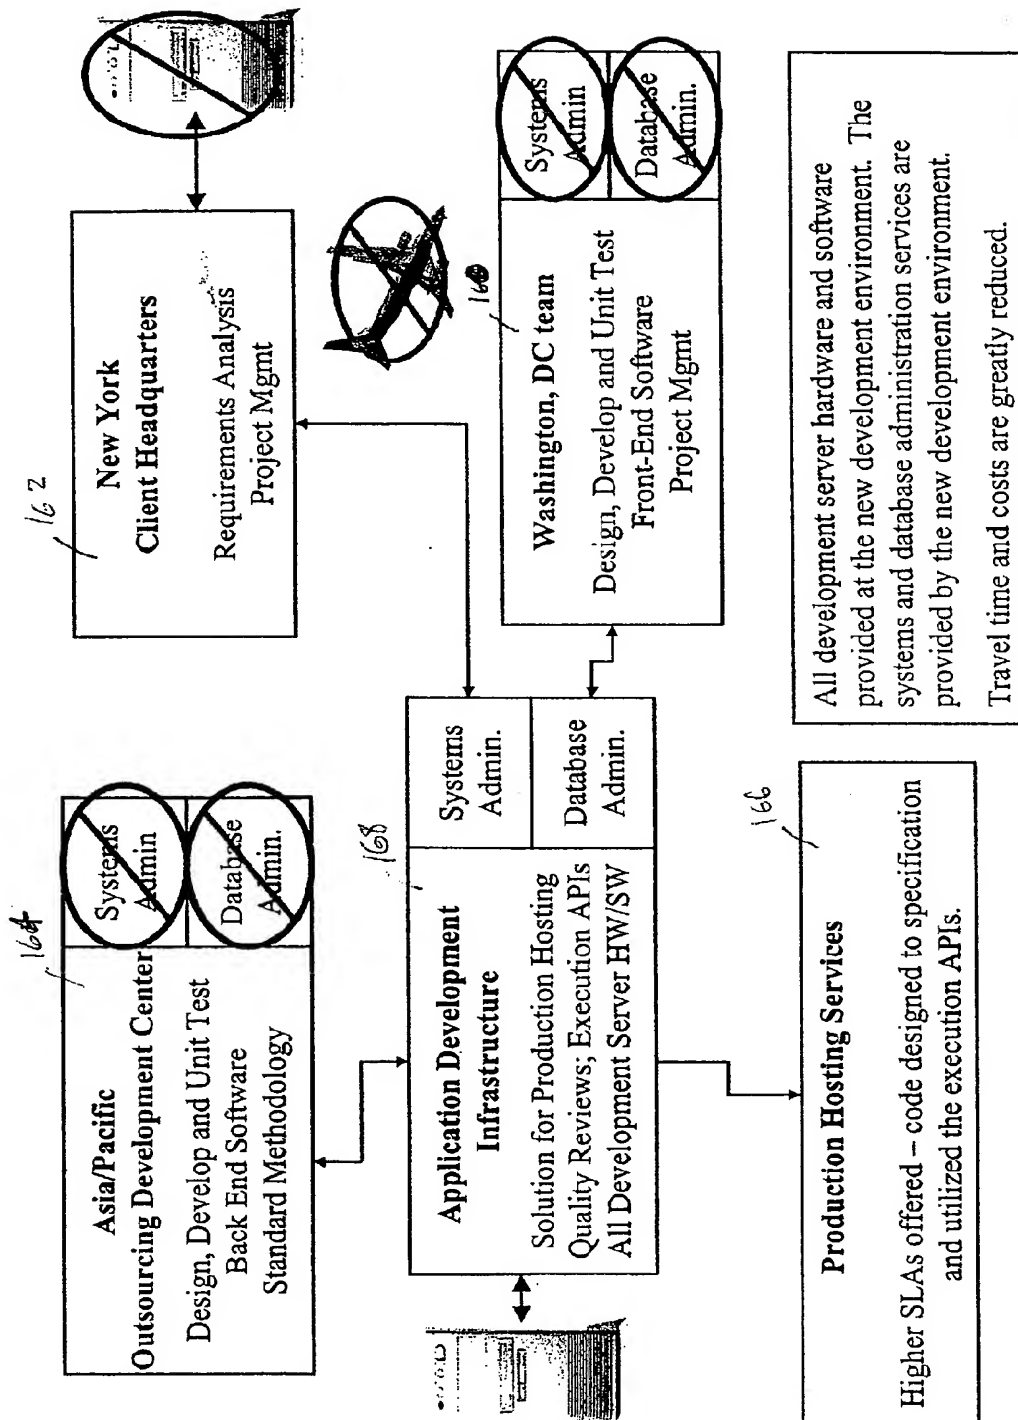 164
Asia/Pacific
Outsourcing Development Center
Design, Develop and Unit Test
Back End Software
Standard Methodology
Systems
Admin
Database
Admin.
162
New York
Client Headquarters
Requirements Analysis
Project Mgmt
168
Application Development
Infrastructure
Solution for Production Hosting
Quality Reviews; Execution APIs
All Development Server HW/SW
Systems
Admin.
Database
Admin.
160
Washington, DC team
Design, Develop and Unit Test
Front-End Software
Project Mgmt
Systems
Admin
Database
Admin.
166
Production Hosting Services
Higher SLAs offered – code designed to specification
and utilized the execution APIs.
All development server hardware and software
provided at the new development environment. The
systems and database administration services are
provided by the new development environment.
Travel time and costs are greatly reduced.